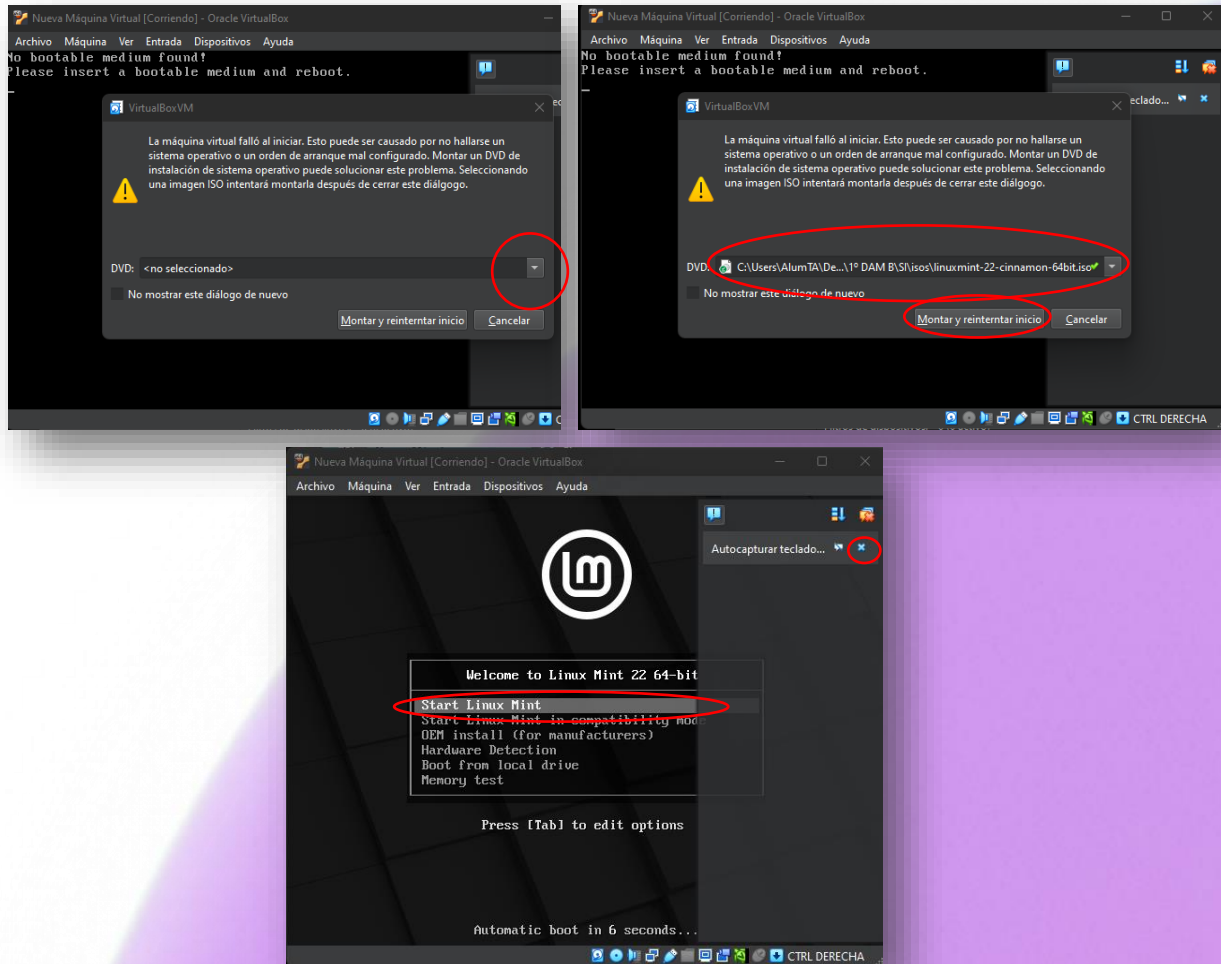 Nueva Máquina Virtual [Corriendo] - Oracle VirtualBox
Archivo Máquina Ver Entrada Dispositivos Ayuda
No bootable medium found!
Please insert a bootable medium and reboot.
VirtualBoxVM
La máquina virtual falló al iniciar. Esto puede ser causado por no hallarse un
sistema operativo o un orden de arranque mal configurado. Montar un DVD de
instalación de sistema operativo puede solucionar este problema. Seleccionando
una imagen ISO intentará montarla después de cerrar este diálgogo.
DVD: <no seleccionado>
No mostrar este diálogo de nuevo
Montar y reinterntar inicio Cancelar
Nueva Máquina Virtual [Corriendo] - Oracle VirtualBox
Archivo Máquina Ver Entrada Dispositivos Ayuda
No bootable medium found!
Please insert a bootable medium and reboot.
eclado...
VirtualBoxVM
La máquina virtual falló al iniciar. Esto puede ser causado por no hallarse un
sistema operativo o un orden de arranque mal configurado. Montar un DVD de
instalación de sistema operativo puede solucionar este problema. Seleccionando
una imagen ISO intentará montarla después de cerrar este diálgogo.
DVD: C:\Users\AlumTA\De...\1º DAM B\SI\isos\linuxmint-22-cinnamon-64bit.iso
No mostrar este diálogo de nuevo
Montar y reinterntar inicio Cancelar
CTRL DERECHA
Nueva Máquina Virtual [Corriendo] - Oracle VirtualBox
Archivo Máquina Ver Entrada Dispositivos Ayuda
Autocapturar teclado...
lm
Welcome to Linux Mint 22 64-bit
Start Linux Mint
Start Linux Mint in compatibility mode
OEM install (for manufacturers)
Hardware Detection
Boot from local drive
Memory test
Press [Tab] to edit options
Automatic boot in 6 seconds...
CTRL DERECHA